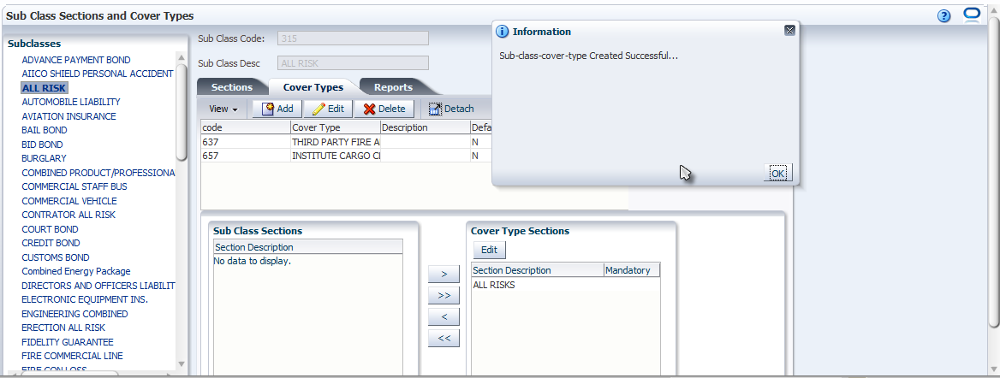 Sub Class Sections and Cover Types
Subclasses
ADVANCE PAYMENT BOND
AIICO SHIELD PERSONAL ACCIDENT
ALL RISK
AUTOMOBILE LIABILITY
AVIATION INSURANCE
BAIL BOND
BID BOND
BURGLARY
COMBINED PRODUCT/PROFESSIONA
COMMERCIAL STAFF BUS
COMMERCIAL VEHICLE
CONTRATOR ALL RISK
COURT BOND
CREDIT BOND
CUSTOMS BOND
Combined Energy Package
DIRECTORS AND OFFICERS LIABILIT
ELECTRONIC EQUIPMENT INS.
ENGINEERING COMBINED
ERECTION ALL RISK
FIDELITY GUARANTEE
FIRE COMMERCIAL LINE
FIRE CON LOSS
Sub Class Code: 315
Sub Class Desc ALL RISK
Sections Cover Types Reports
View Add Edit Delete Detach
code Cover Type Description Defa
637 THIRD PARTY FIRE A N
657 INSTITUTE CARGO C N
Information
Sub-class-cover-type Created Successful...
OK
Sub Class Sections
Section Description
No data to display.
>
>>
<
<<
Cover Type Sections
Edit
Section Description Mandatory
ALL RISKS